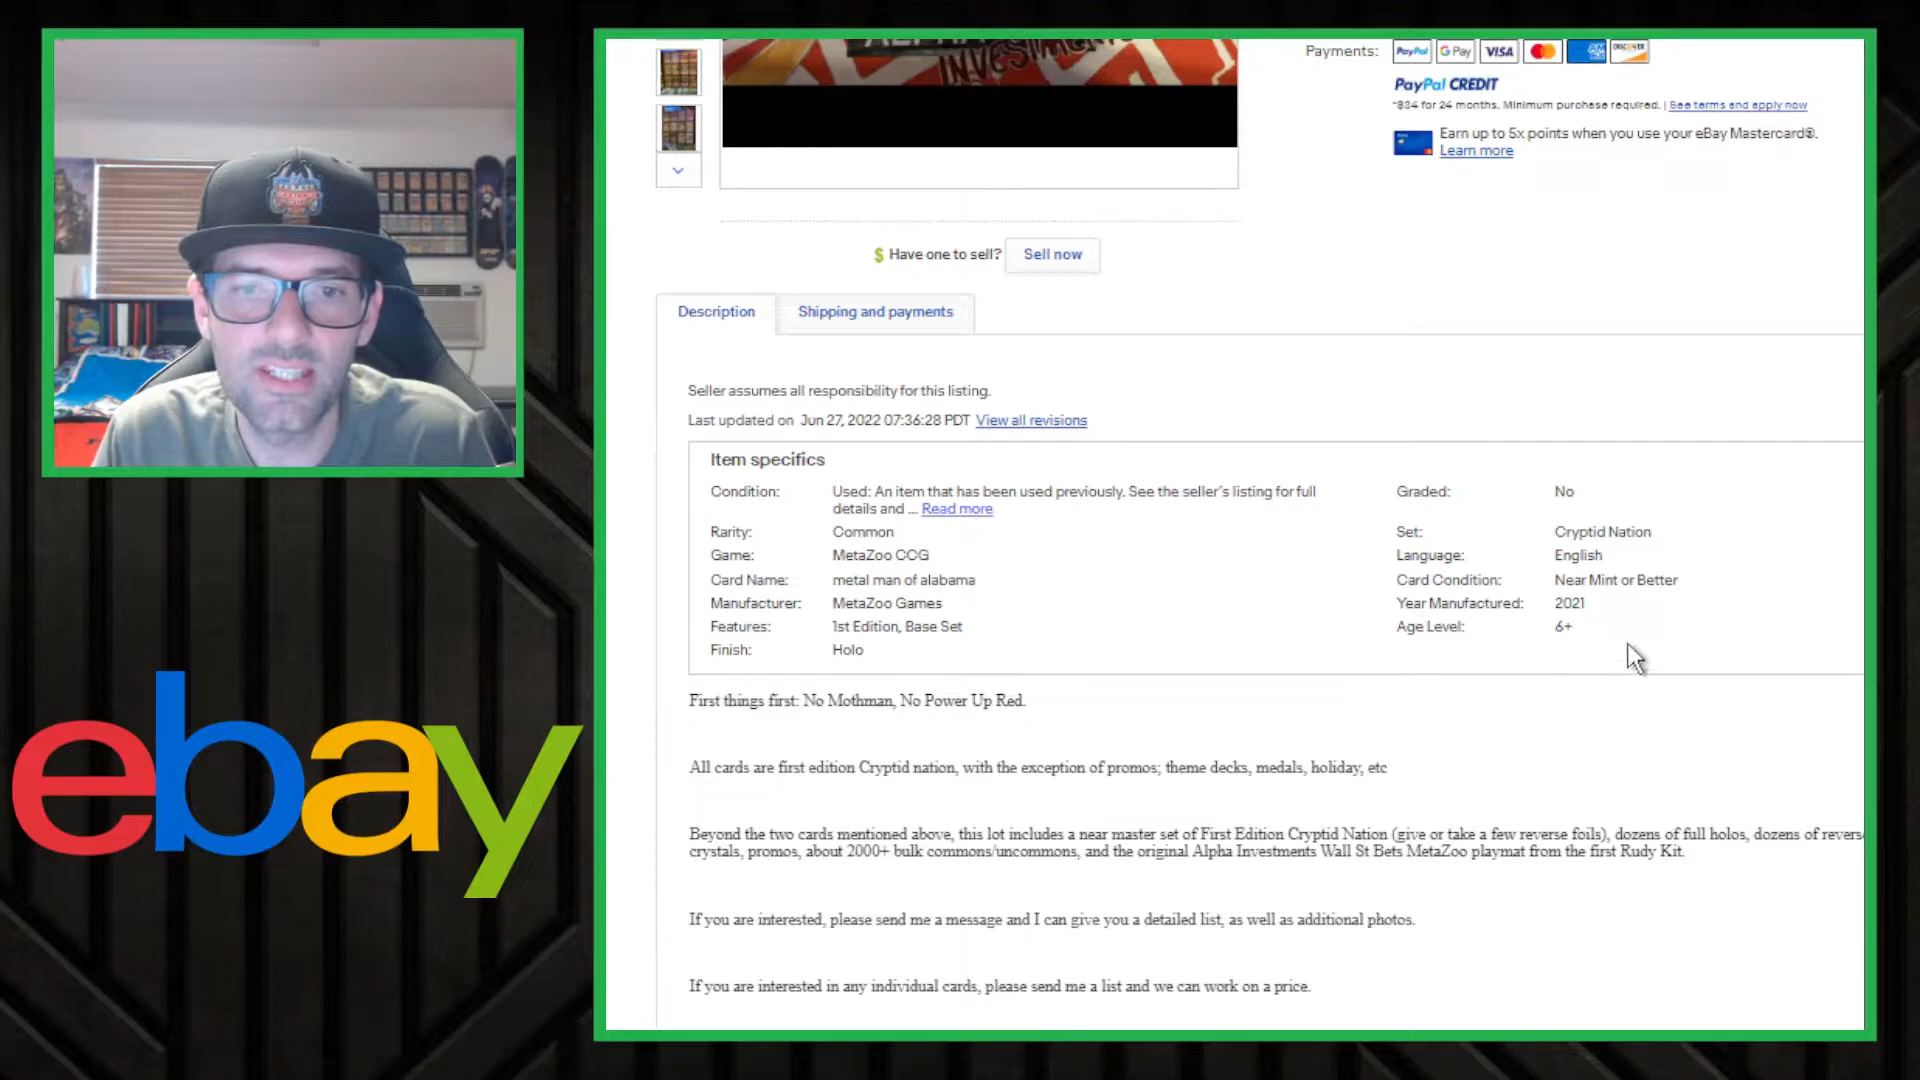 INVESTMENTS
Payments: PayPal G Pay VISA DISCOVER
PayPal CREDIT
*$34 for 24 months. Minimum purchase required. | See terms and apply now
Earn up to 5x points when you use your eBay Mastercard®.
Learn more
$ Have one to sell? Sell now
Description
Shipping and payments
Seller assumes all responsibility for this listing.
Last updated on Jun 27, 2022 07:36:28 PDT View all revisions
Item specifics
Condition: Used: An item that has been used previously. See the seller's listing for full
details and ... Read more
Graded: No
Rarity: Common
Set: Cryptid Nation
Game: MetaZoo CCG
Language: English
Card Name: metal man of alabama
Card Condition: Near Mint or Better
Manufacturer: MetaZoo Games
Year Manufactured: 2021
Features: 1st Edition, Base Set
Age Level: 6+
Finish: Holo
First things first: No Mothman, No Power Up Red.
All cards are first edition Cryptid nation, with the exception of promos; theme decks, medals, holiday, etc
Beyond the two cards mentioned above, this lot includes a near master set of First Edition Cryptid Nation (give or take a few reverse foils), dozens of full holos, dozens of revers
crystals, promos, about 2000+ bulk commons/uncommons, and the original Alpha Investments Wall St Bets MetaZoo playmat from the first Rudy Kit.
If you are interested, please send me a message and I can give you a detailed list, as well as additional photos.
If you are interested in any individual cards, please send me a list and we can work on a price.
ebay